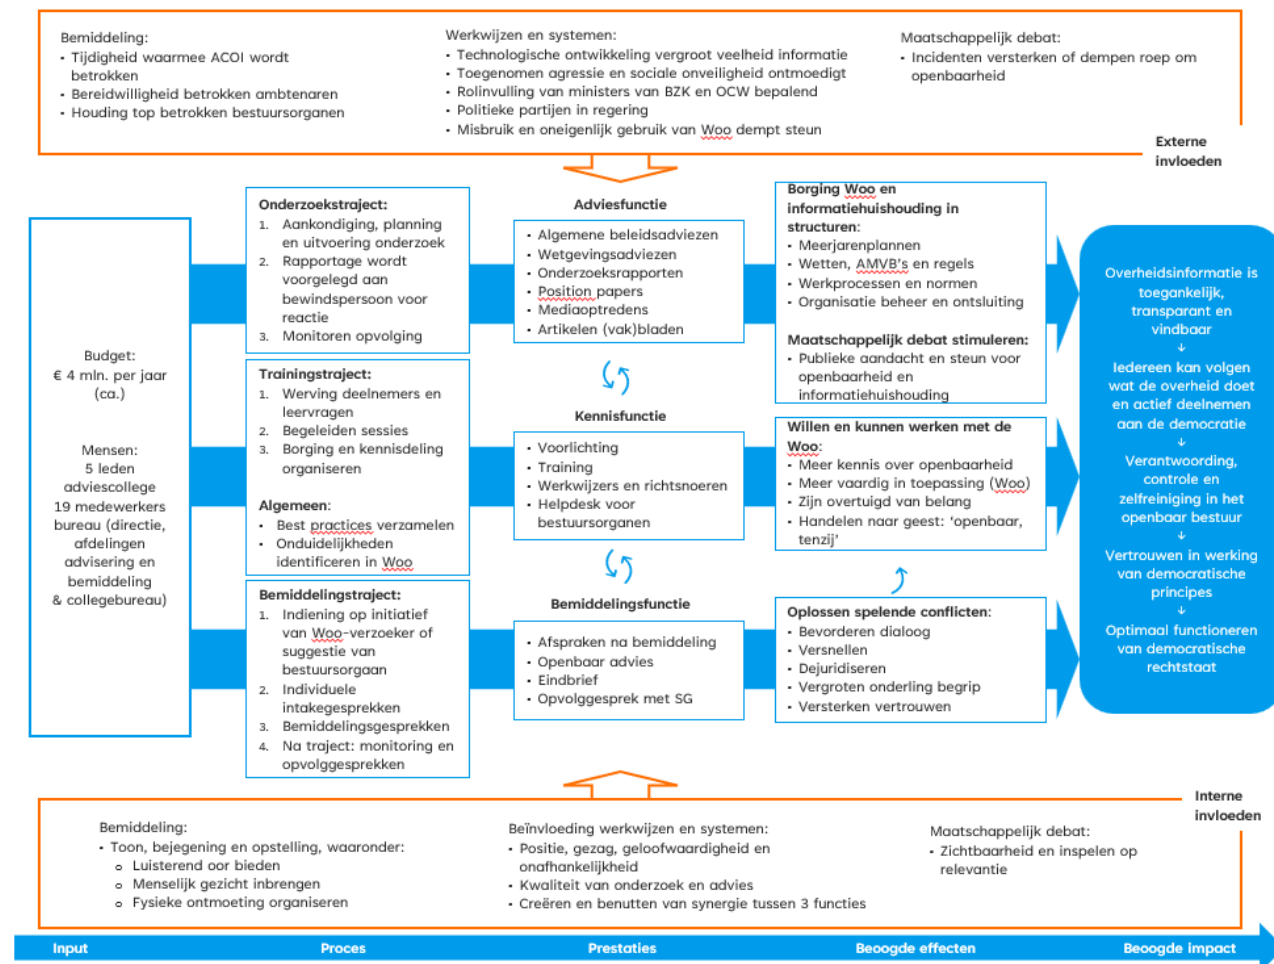 Bemiddeling:
• Tijdigheid waarmee ACOI wordt
betrokken
• Bereidwilligheid betrokken ambtenaren
• Houding top betrokken bestuursorganen
Werkwijzen en systemen:
• Technologische ontwikkeling vergroot veelheid informatie
• Toegenomen agressie en sociale onveiligheid ontmoedigt
• Rolinvulling van ministers van BZK en OCW bepalend
• Politieke partijen in regering
• Misbruik en oneigenlijk gebruik van Woo dempt steun
Maatschappelijk debat:
• Incidenten versterken of dempen roep om
openbaarheid
Externe
invloeden
Budget:
€ 4 mln. per jaar
(ca.)
Mensen:
5 leden
adviescollege
19 medewerkers
bureau (directie,
afdelingen
advisering en
bemiddeling
& collegebureau)
Onderzoekstraject:
1. Aankondiging, planning
en uitvoering onderzoek
2. Rapportage wordt
voorgelegd aan
bewindspersoon voor
reactie
3. Monitoren opvolging
Trainingstraject:
1. Werving deelnemers en
leervragen
2. Begeleiden sessies
3. Borging en kennisdeling
organiseren
Algemeen:
• Best practices verzamelen
• Onduidelijkheden
identificeren in Woo
Bemiddelingstraject:
1. Indiening op initiatief
van Woo-verzoeker of
suggestie van
bestuursorgaan
2. Individuele
intakegesprekken
3. Bemiddelingsgesprekken
4. Na traject: monitoring en
opvolggesprekken
Adviesfunctie
• Algemene beleidsadviezen
• Wetgevingsadviezen
• Onderzoeksrapporten
• Position papers
• Mediaoptredens
• Artikelen (vak)bladen
Kennisfunctie
• Voorlichting
• Training
• Werkwijzers en richtsnoeren
• Helpdesk voor
bestuursorganen
Bemiddelingsfunctie
• Afspraken na bemiddeling
• Openbaar advies
• Eindbrief
• Opvolggesprek met SG
Borging Woo en
informatiehuishouding in
structuren:
• Meerjarenplannen
• Wetten, AMVB's en regels
• Werkprocessen en normen
• Organisatie beheer en ontsluiting
Maatschappelijk debat stimuleren:
• Publieke aandacht en steun voor
openbaarheid en
informatiehuishouding
Willen en kunnen werken met de
Woo:
• Meer kennis over openbaarheid
• Meer vaardig in toepassing (Woo)
• Zijn overtuigd van belang
• Handelen naar geest: 'openbaar,
tenzij'
Oplossen spelende conflicten:
• Bevorderen dialoog
• Versnellen
• Dejuridiseren
• Vergroten onderling begrip
• Versterken vertrouwen
Overheidsinformatie is
toegankelijk,
transparant en
vindbaar
↓
Iedereen kan volgen
wat de overheid doet
en actief deelnemen
aan de democratie
↓
Verantwoording,
controle en
zelfreiniging in het
openbaar bestuur
↓
Vertrouwen in werking
van democratische
principes
↓
Optimaal functioneren
van democratische
rechtstaat
Interne
invloeden
Bemiddeling:
• Toon, bejegening en opstelling, waaronder:
o Luisterend oor bieden
o Menselijk gezicht inbrengen
o Fysieke ontmoeting organiseren
Beïnvloeding werkwijzen en systemen:
• Positie, gezag, geloofwaardigheid en
onafhankelijkheid
• Kwaliteit van onderzoek en advies
• Creëren en benutten van synergie tussen 3 functies
Maatschappelijk debat:
• Zichtbaarheid en inspelen op
relevantie
Input
Proces
Prestaties
Beoogde effecten
Beoogde impact